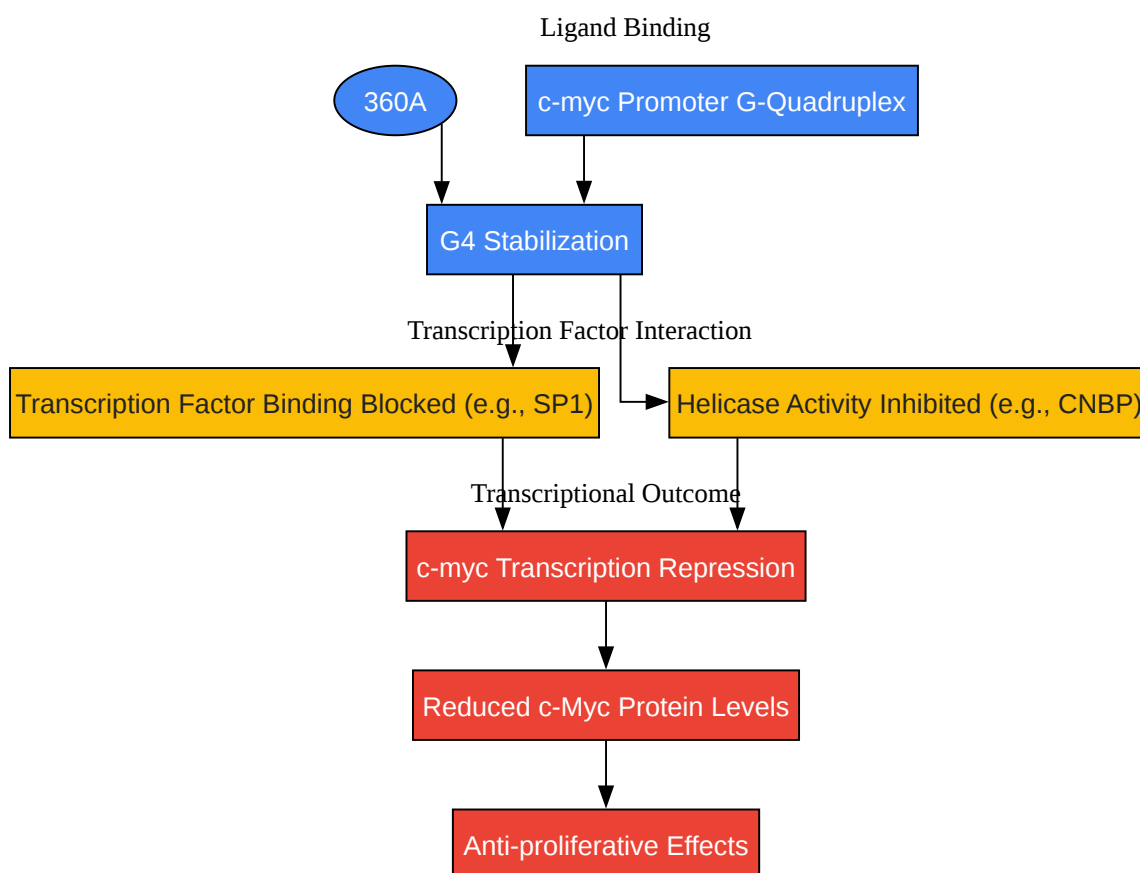 Ligand Binding
360A
c-myc Promoter G-Quadruplex
G4 Stabilization
Transcription Factor Interaction
Transcription Factor Binding Blocked (e.g., SP1)
Helicase Activity Inhibited (e.g., CNBP)
Transcriptional Outcome
c-myc Transcription Repression
Reduced c-Myc Protein Levels
Anti-proliferative Effects